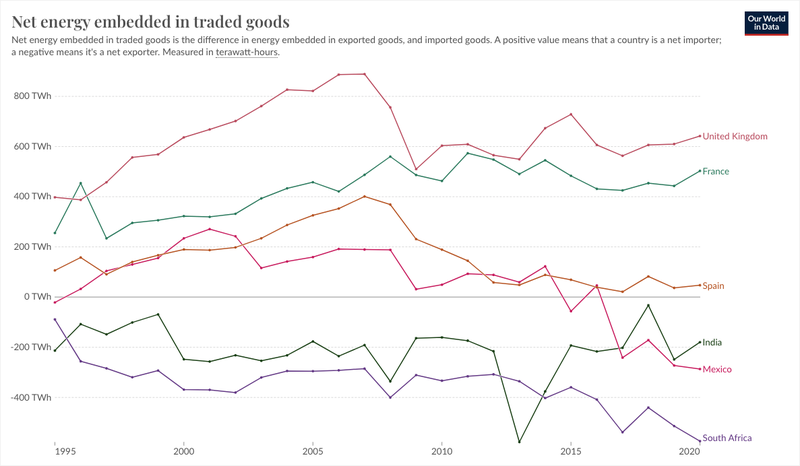 Net energy embedded in traded goods
Our World
in Data
Net energy embedded in traded goods is the difference in energy embedded in exported goods, and imported goods. A positive value means that a country is a net importer;
a negative means it's a net exporter. Measured in terawatt-hours.
800 TWh
600 TWh
400 TWh
200 TWh
0 TWh
-200 TWh
-400 TWh
United Kingdom
France
Spain
India
Mexico
South Africa
1995
2000
2005
2010
2015
2020